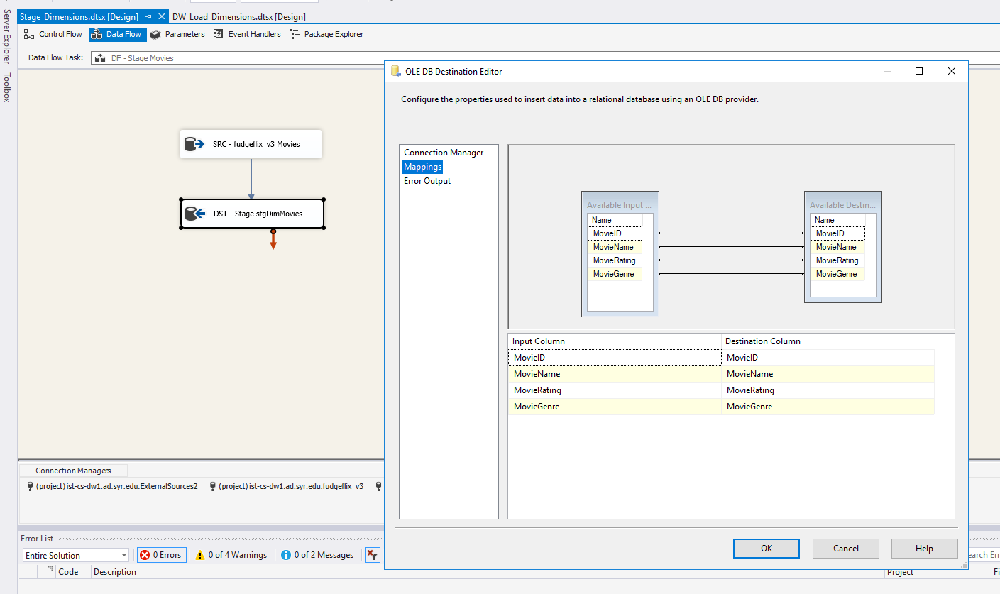 Server Explorer
Toolbox
Stage_Dimensions.dtsx [Design]
DW_Load_Dimensions.dtsx [Design]
Control Flow
Data Flow
Parameters
Event Handlers
Package Explorer
Data Flow Task:
DF - Stage Movies
SRC - fudgeflix_v3 Movies
DST - Stage stgDimMovies
OLE DB Destination Editor
Configure the properties used to insert data into a relational database using an OLE DB provider.
Connection Manager
Mappings
Error Output
Available Input ...
Name
MovieID
MovieName
MovieRating
MovieGenre
Available Destin...
Name
MovieID
MovieName
MovieRating
MovieGenre
Input Column Destination Column
MovieID MovieID
MovieName MovieName
MovieRating MovieRating
MovieGenre MovieGenre
OK
Cancel
Help
Connection Managers
(project) ist-cs-dw1.ad.syr.edu.ExternalSources2
(project) ist-cs-dw1.ad.syr.edu.fudgeflix_v3
Error List
Entire Solution
0 Errors
0 of 4 Warnings
0 of 2 Messages
earch Err
Code
Description
Project
Fi